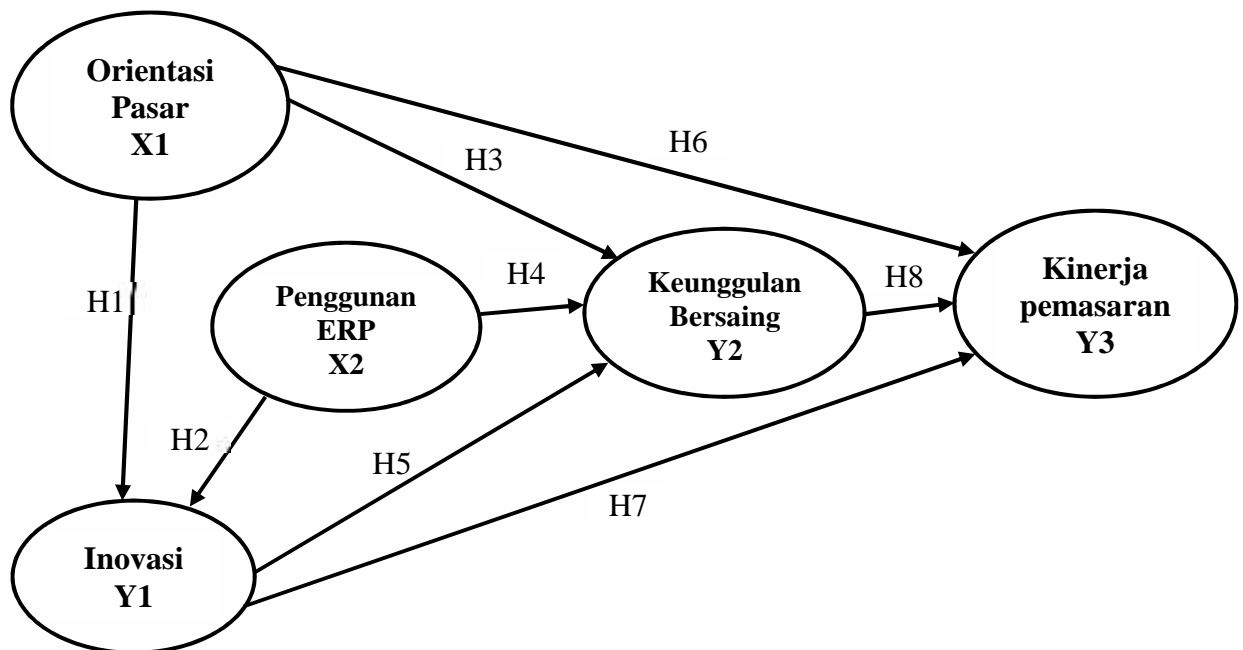 Orientasi
Pasar
X1
H6
H3
H1
Penggunan
ERP
X2
H4
Keunggulan
Bersaing
Y2
H8
Kinerja
pemasaran
Y3
H2
H5
H7
Inovasi
Y1